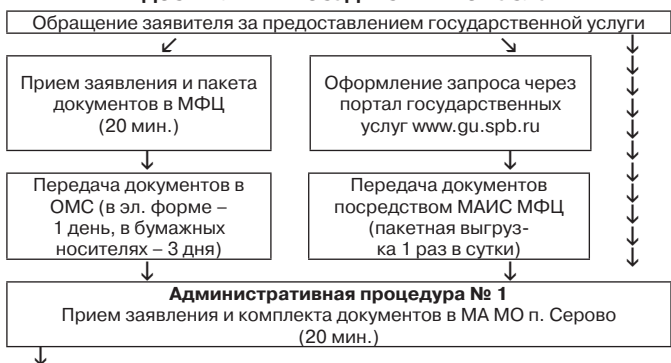 Обращение заявителя за предоставлением государственной услуги
Прием заявления и пакета
документов в МФЦ
(20 мин.)
Оформление запроса через
портал государственных
услуг www.gu.spb.ru
Передача документов в
ОМС (в эл. форме –
1 день, в бумажных
носителях – 3 дня)
Передача документов
посредством МАИС МФЦ
(пакетная выгруз-
ка 1 раз в сутки)
Административная процедура № 1
Прием заявления и комплекта документов в МА МО п. Серово
(20 мин.)